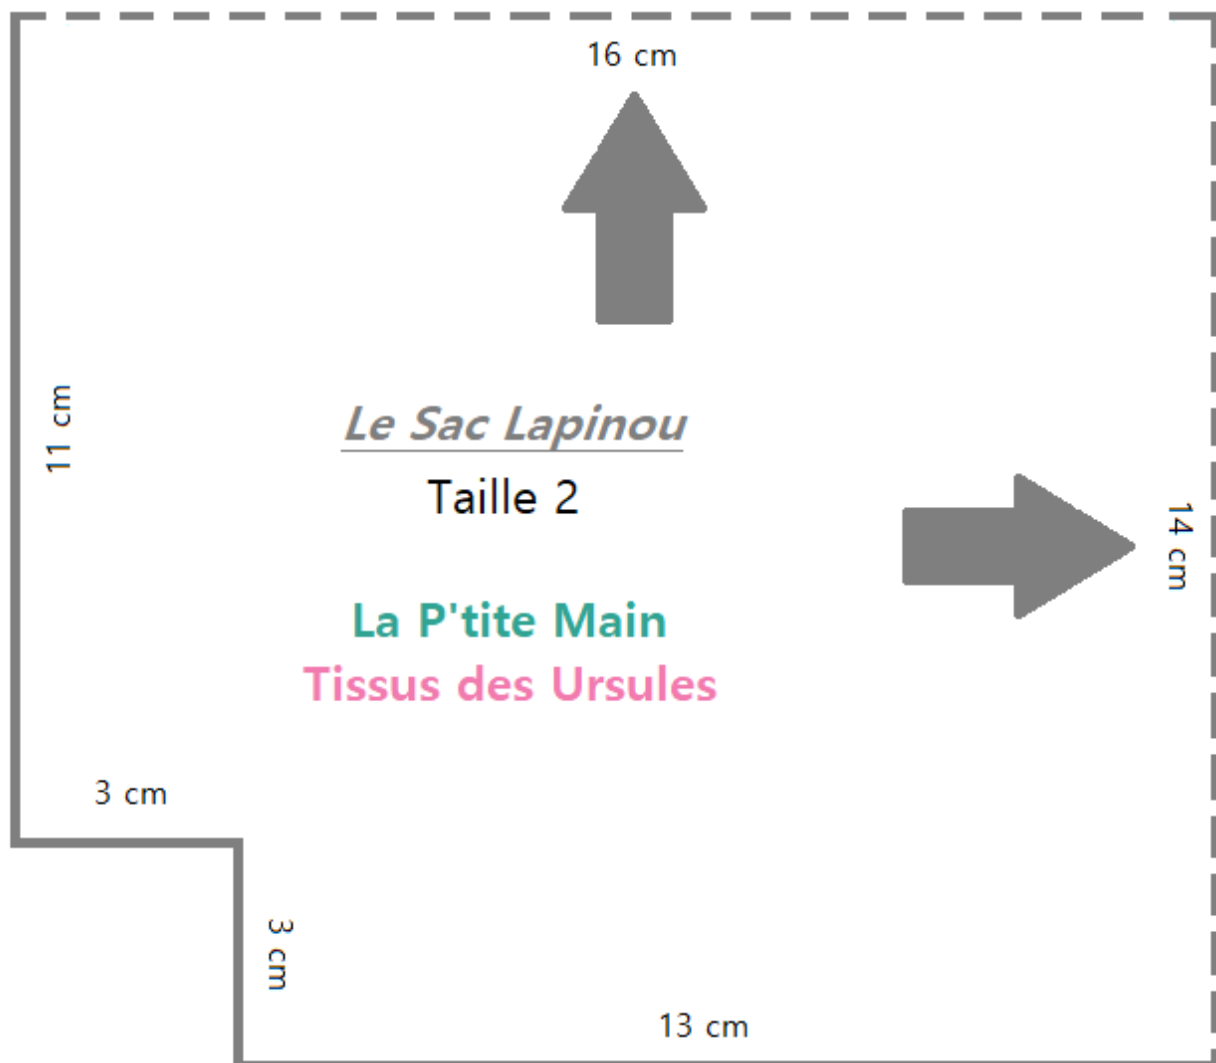 16 cm
11 cm
Le Sac Lapinou
Taille 2
14 cm
La P'tite Main
Tissus des Ursules
3 cm
3 cm
13 cm